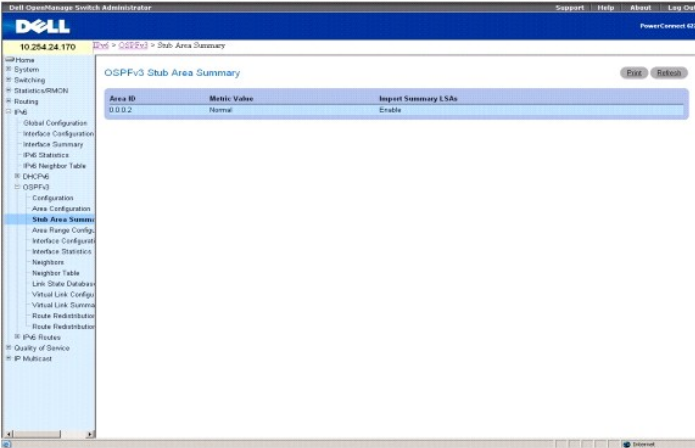 Dell OpenManage Switch Administrator Support Help About Log Out
DELL
PowerConnect 62
10.254.24.170
IPv6 > OSPFv3 > Stub Area Summary
Home
System
Switching
Statistics/RMON
Routing
IPv6
Global Configuration
Interface Configuration
Interface Summary
IPv6 Statistics
IPv6 Neighbor Table
DHCPv6
OSPFv3
Configuration
Area Configuration
Stub Area Summa
Area Range Configu
Interface Configurati
Interface Statistics
Neighbors
Neighbor Table
Link State Databas
Virtual Link Configu
Virtual Link Summa
Route Redistribution
Route Redistribution
IPv6 Routes
Quality of Service
IP Multicast
OSPFv3 Stub Area Summary
Print Refresh
Area ID Metric Value Import Summary LSAs
0.0.0.2 Normal Enable
Internet